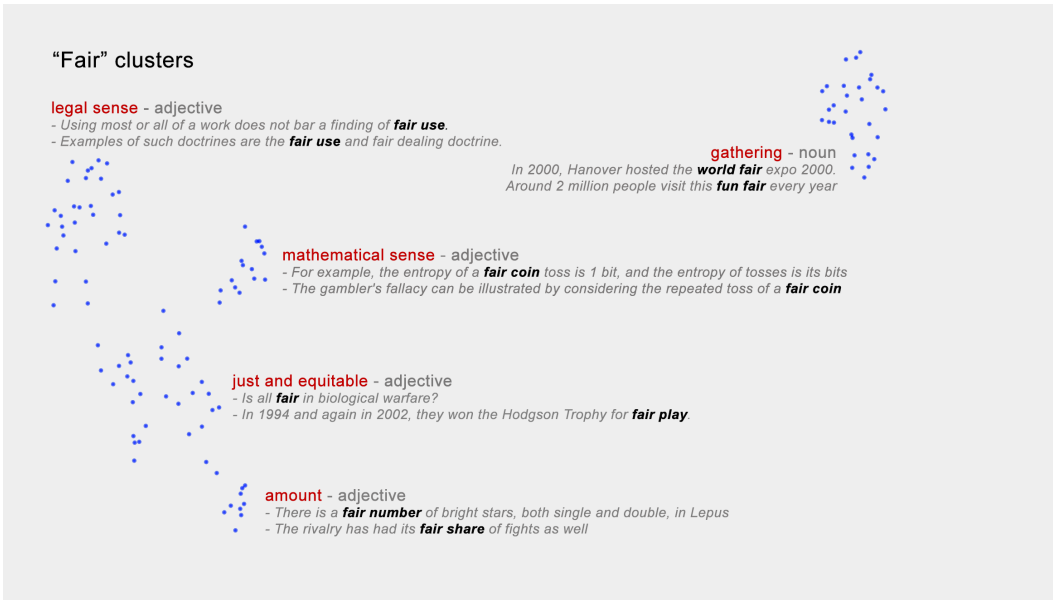 “Fair” clusters
legal sense - adjective
- Using most or all of a work does not bar a finding of fair use.
- Examples of such doctrines are the fair use and fair dealing doctrine.
gathering - noun
In 2000, Hanover hosted the world fair expo 2000.
Around 2 million people visit this fun fair every year
mathematical sense - adjective
- For example, the entropy of a fair coin toss is 1 bit, and the entropy of tosses is its bits
- The gambler's fallacy can be illustrated by considering the repeated toss of a fair coin
just and equitable - adjective
- Is all fair in biological warfare?
- In 1994 and again in 2002, they won the Hodgson Trophy for fair play.
amount - adjective
- There is a fair number of bright stars, both single and double, in Lepus
- The rivalry has had its fair share of fights as well